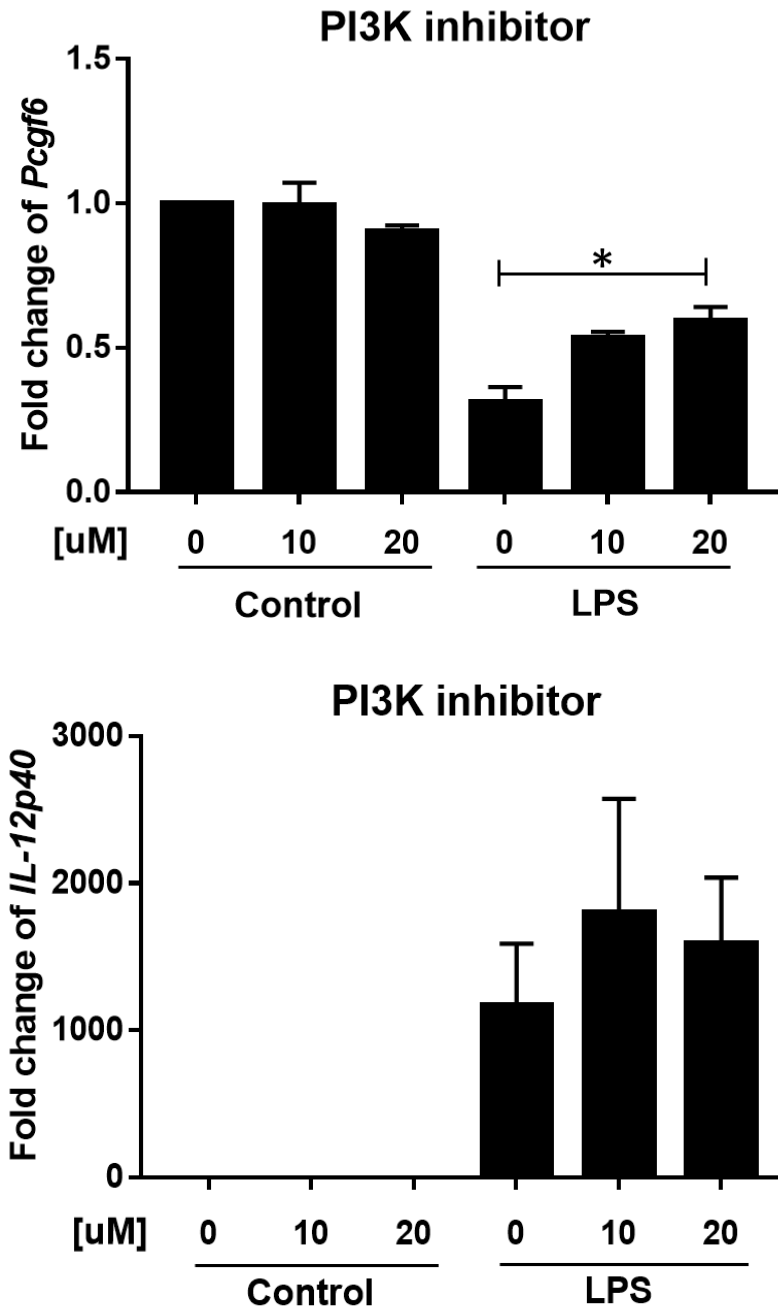 PI3K inhibitor
Fold change of Pcgf6
1.5
1.0
0.5
0.0
*
[uM] 0 10 20 0 10 20
Control LPS
PI3K inhibitor
Fold change of IL-12p40
3000
2000
1000
0
[uM] 0 10 20 0 10 20
Control LPS